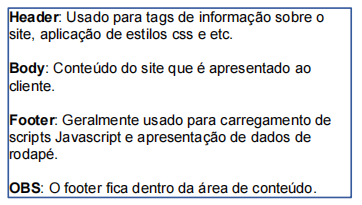 Header: Usado para tags de informação sobre o
site, aplicação de estilos css e etc.
Body: Conteúdo do site que é apresentado ao
cliente.
Footer: Geralmente usado para carregamento de
scripts Javascript e apresentação de dados de
rodapé.
OBS: O footer fica dentro da área de conteúdo.